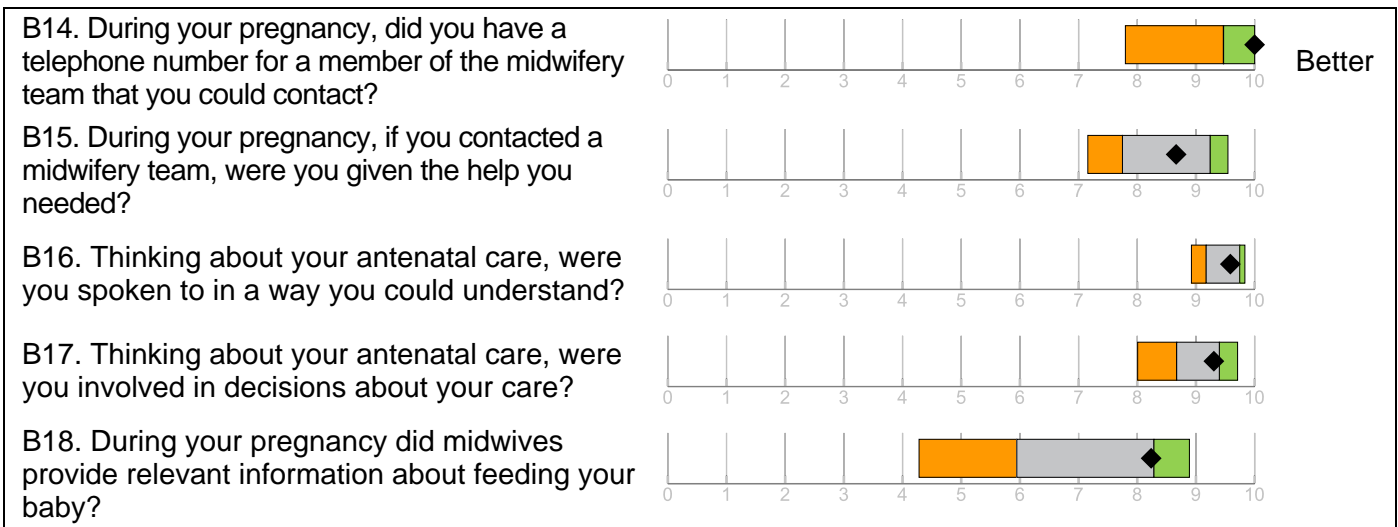 B14. During your pregnancy, did you have a
telephone number for a member of the midwifery
team that you could contact?
0 1 2 3 4 5 6 7 8 9 10
Better
B15. During your pregnancy, if you contacted a
midwifery team, were you given the help you
needed?
0 1 2 3 4 5 6 7 8 9 10
B16. Thinking about your antenatal care, were
you spoken to in a way you could understand?
0 1 2 3 4 5 6 7 8 9 10
B17. Thinking about your antenatal care, were
you involved in decisions about your care?
0 1 2 3 4 5 6 7 8 9 10
B18. During your pregnancy did midwives
provide relevant information about feeding your
baby?
0 1 2 3 4 5 6 7 8 9 10